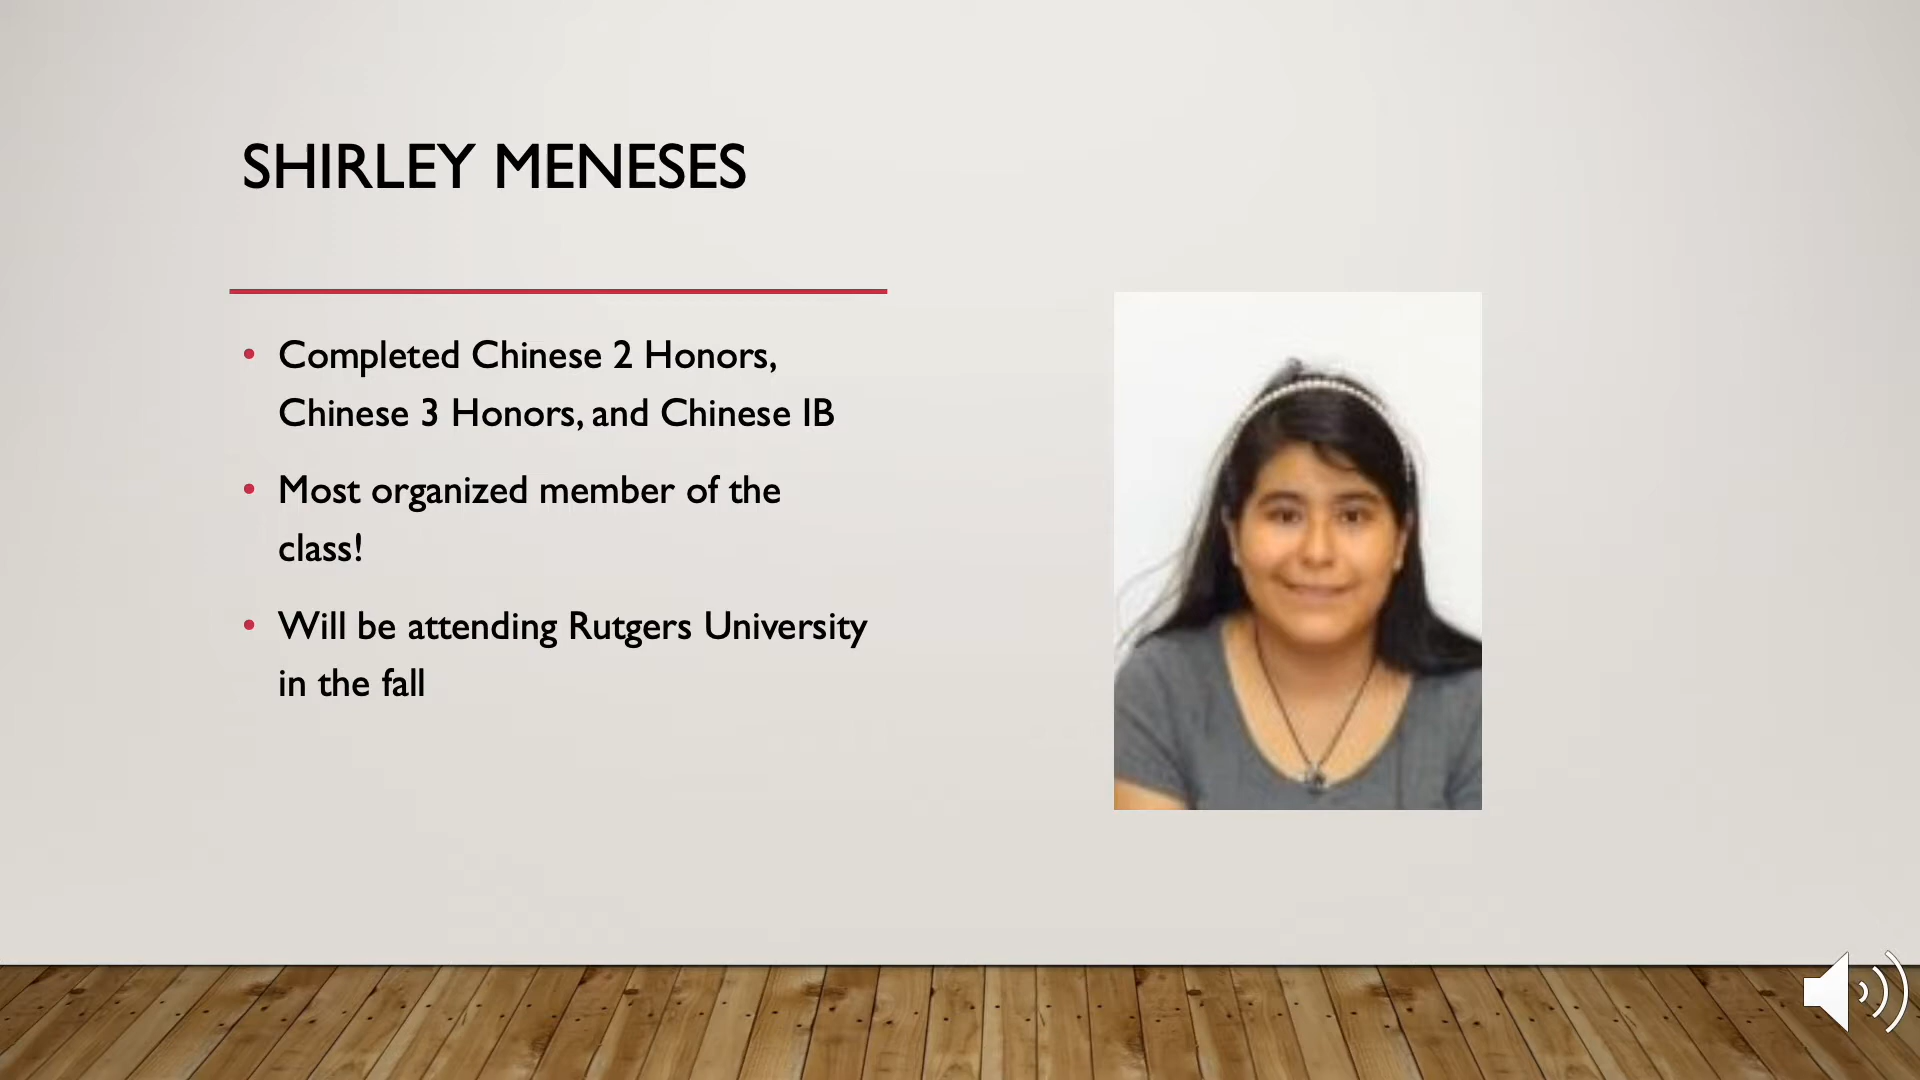 SHIRLEY MENESES
• Completed Chinese 2 Honors,
Chinese 3 Honors, and Chinese IB
• Most organized member of the
class!
• Will be attending Rutgers University
in the fall